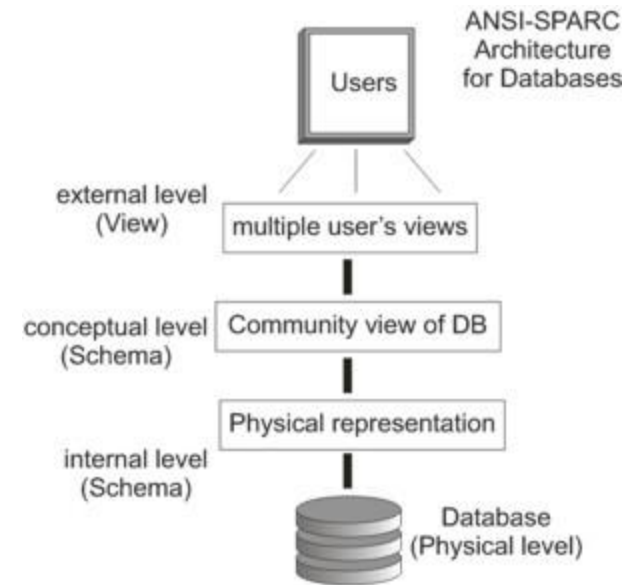 ANSI-SPARC
Architecture
for Databases
Users
external level
(View)
multiple user's views
conceptual level
(Schema)
Community view of DB
Physical representation
internal level
(Schema)
Database
(Physical level)